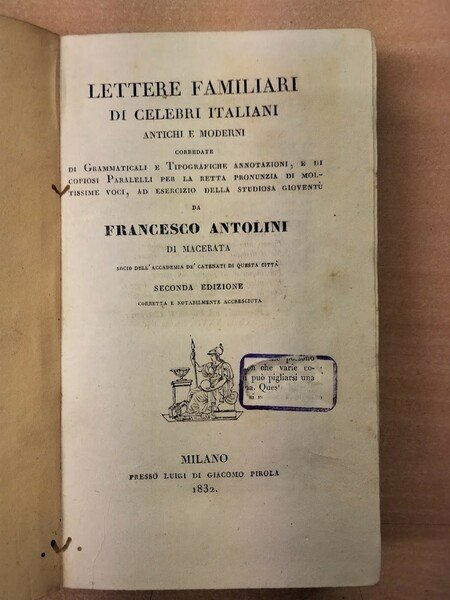 LETTERE FAMILIARI
DI CELEBRI ITALIANI
ANTICHI E MODERNI
CORREDATE
DI GRAMMATICALI E TIPOGRAFICHE ANNOTAZIONI, E DI
COPIOSI PARALELLI PER LA RETTA PRONUNZIA DI MOL-
TISSIME VOCI, AD ESERCIZIO DELLA STUDIOSA GIOVENTÙ
DA
FRANCESCO ANTOLINI
DI MACERATA
SOCIO DELL'ACCADEMIA DE' CATENATI DI QUESTA CITTÀ
SECONDA EDIZIONE
CORRETTA E NOTABILMENTE ACCRESCIUTA
che varie co-
può pigliarsi una
MILANO
PRESSO LUIGI DI GIACOMO PIROLA
1832.